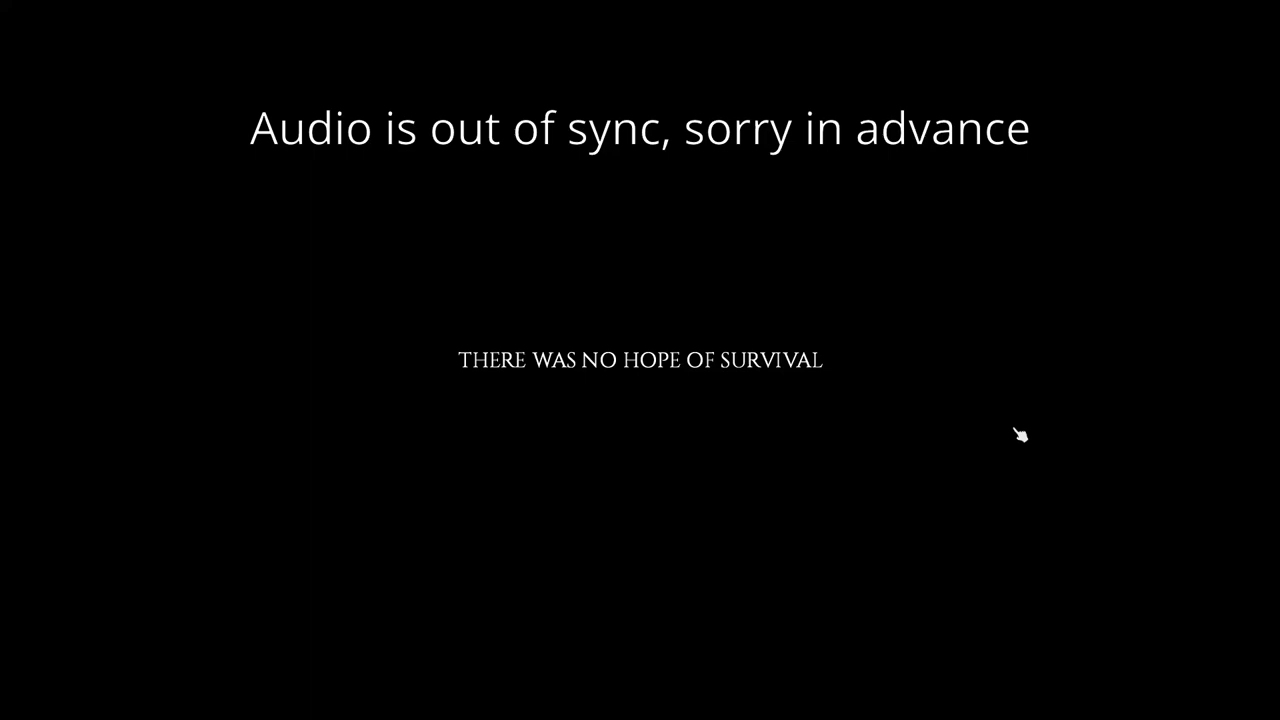 Audio is out of sync, sorry in advance
THERE WAS NO HOPE OF SURVIVAL